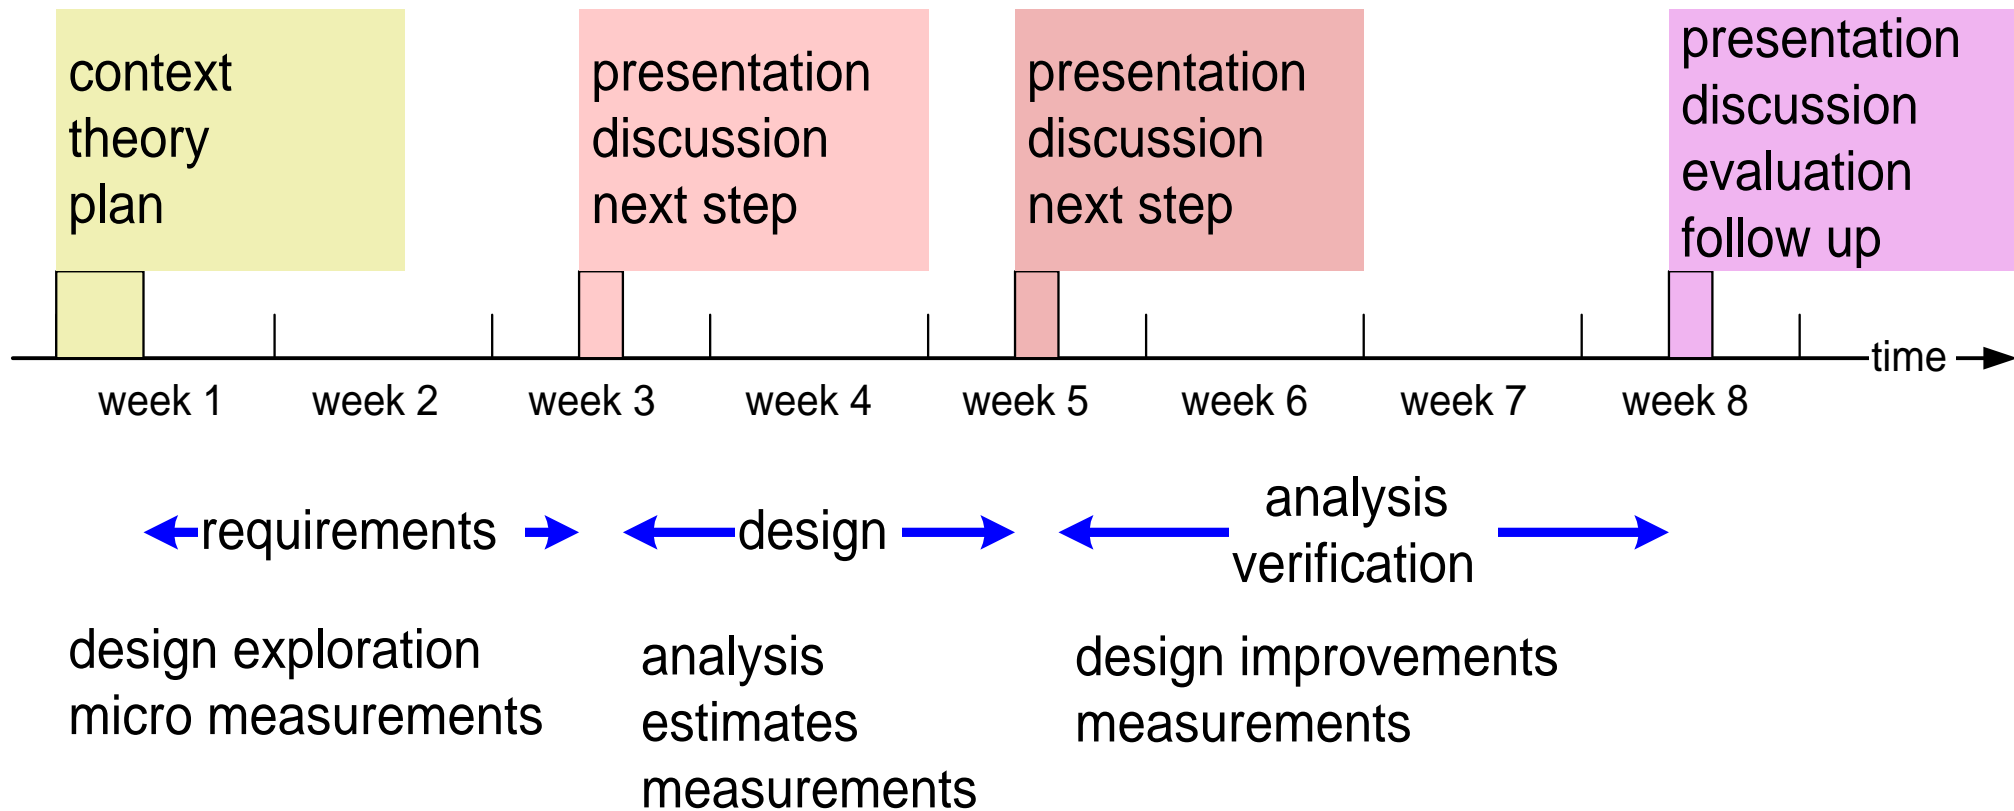 context
theory
plan
presentation
discussion
next step
presentation
discussion
next step
presentation
discussion
evaluation
follow up
time
week 1
week 2
week 3
week 4
week 5
week 6
week 7
week 8
requirements
design
analysis
verification
design exploration
micro measurements
analysis
estimates
measurements
design improvements
measurements